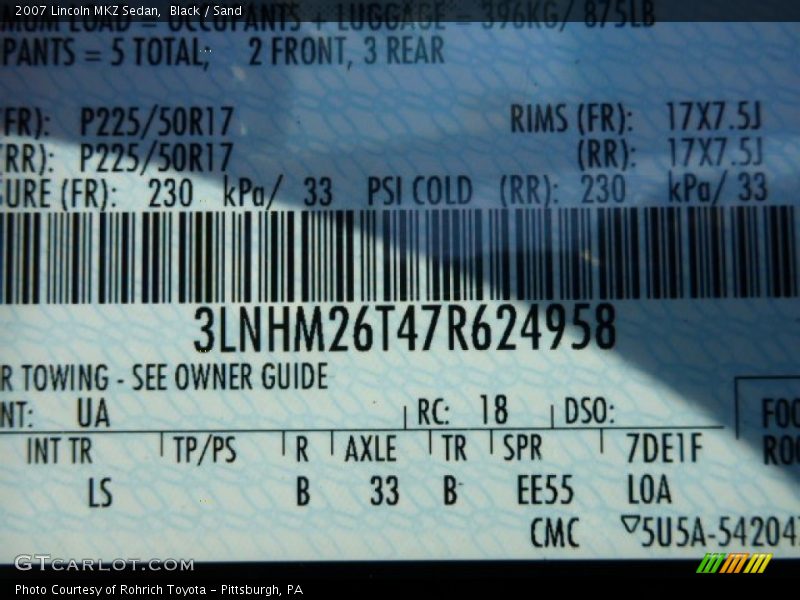 2007 Lincoln MKZ Sedan,  Black / Sand
MUM LOAD = OCCUPANTS + LUGGAGE = 396KG/ 875LB
PANTS = 5 TOTAL; 2 FRONT, 3 REAR
(FR): P225/50R17 RIMS (FR): 17X7.5J
(RR): P225/50R17 (RR): 17X7.5J
URE (FR): 230 kPa/ 33 PSI COLD (RR): 230 kPa/ 33
3LNHM26T47R624958
R TOWING - SEE OWNER GUIDE
NT: UA RC: 18 DSO: FOO
INT TR TP/PS R AXLE TR SPR 7DE1F ROO
LS B 33 B EE55 LOA
CMC ▽5U5A-54204
GTCARLOT.COM
Photo Courtesy of Rohrich Toyota - Pittsburgh, PA